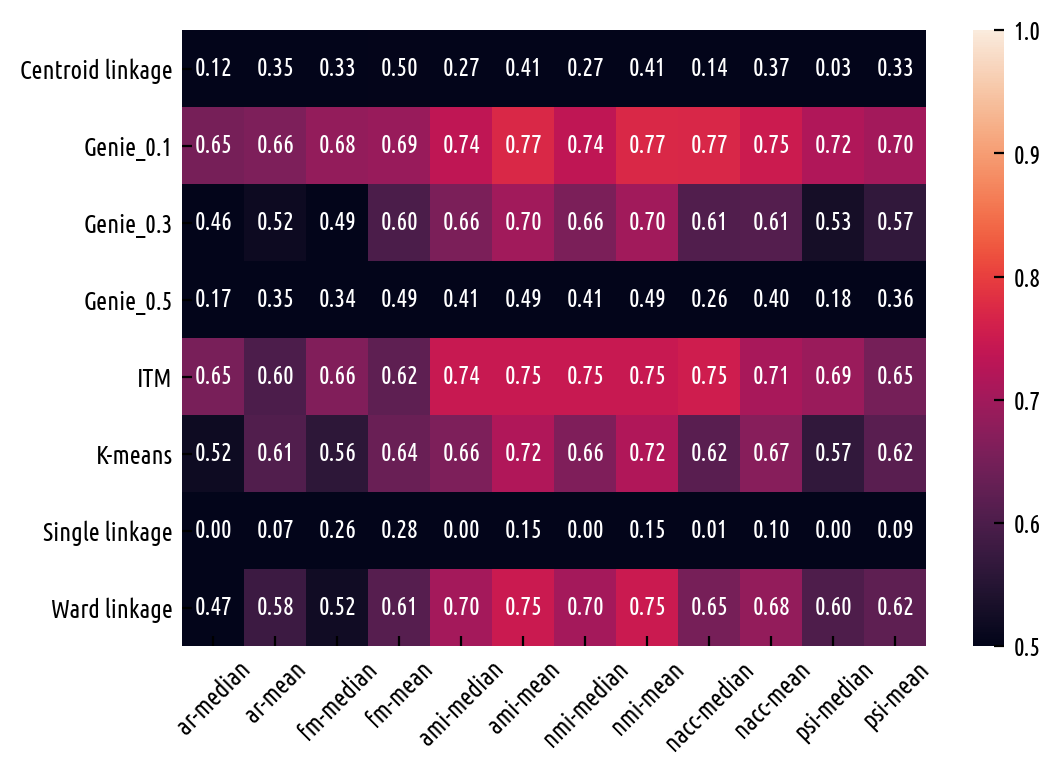 Centroid linkage 0.12 0.35 0.33 0.50 0.27 0.41 0.27 0.41 0.14 0.37 0.03 0.33
Genie_0.1 0.65 0.66 0.68 0.69 0.74 0.77 0.74 0.77 0.77 0.75 0.72 0.70
Genie_0.3 0.46 0.52 0.49 0.60 0.66 0.70 0.66 0.70 0.61 0.61 0.53 0.57
Genie_0.5 0.17 0.35 0.34 0.49 0.41 0.49 0.41 0.49 0.26 0.40 0.18 0.36
ITM 0.65 0.60 0.66 0.62 0.74 0.75 0.75 0.75 0.75 0.71 0.69 0.65
K-means 0.52 0.61 0.56 0.64 0.66 0.72 0.66 0.72 0.62 0.67 0.57 0.62
Single linkage 0.00 0.07 0.26 0.28 0.00 0.15 0.00 0.15 0.01 0.10 0.00 0.09
Ward linkage 0.47 0.58 0.52 0.61 0.70 0.75 0.70 0.75 0.65 0.68 0.60 0.62
ar-median ar-mean fm-median fm-mean ami-median ami-mean nmi-median nmi-mean nacc-median nacc-mean psi-median psi-mean
1.0
0.9
0.8
0.7
0.6
0.5